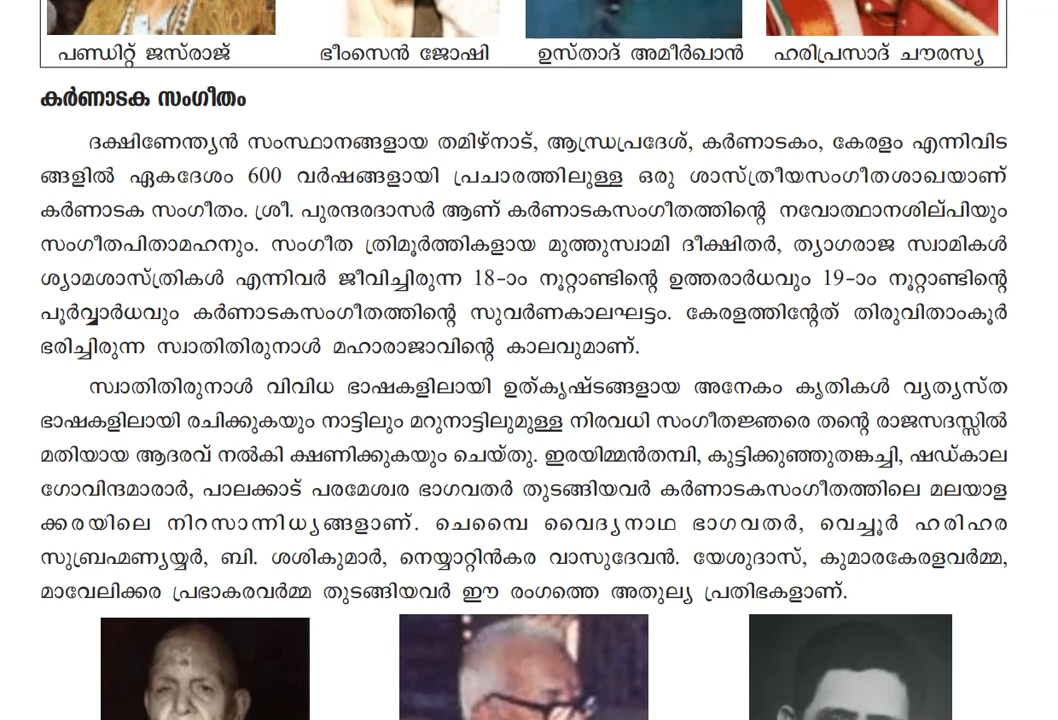 പണ്ഡിറ്റ് ജസ്‌രാജ് ഭീംസെൻ ജോഷി ഉസ്താദ് അമീർഖാൻ ഹരിപ്രസാദ് ചൗരസ്യ
കർണാടക സംഗീതം
ദക്ഷിണേന്ത്യൻ സംസ്ഥാനങ്ങളായ തമിഴ്‌നാട്, ആന്ധ്രപ്രദേശ്, കർണാടകം, കേരളം എന്നിവിട
ങ്ങളിൽ ഏകദേശം 600 വർഷങ്ങളായി പ്രചാരത്തിലുള്ള ഒരു ശാസ്ത്രീയസംഗീതശാഖയാണ്
കർണാടക സംഗീതം. ശ്രീ. പുരന്ദരദാസർ ആണ് കർണാടകസംഗീതത്തിന്റെ നവോത്ഥാനശില്പിയും
സംഗീതപിതാമഹനും. സംഗീത ത്രിമൂർത്തികളായ മുത്തുസ്വാമി ദീക്ഷിതർ, ത്യാഗരാജ സ്വാമികൾ
ശ്യാമശാസ്ത്രികൾ എന്നിവർ ജീവിച്ചിരുന്ന 18-ാം നൂറ്റാണ്ടിന്റെ ഉത്തരാർധവും 19-ാം നൂറ്റാണ്ടിന്റെ
പൂർവ്വാർധവും കർണാടകസംഗീതത്തിന്റെ സുവർണകാലഘട്ടം. കേരളത്തിന്റേത് തിരുവിതാംകൂർ
ഭരിച്ചിരുന്ന സ്വാതിതിരുനാൾ മഹാരാജാവിന്റെ കാലവുമാണ്.
സ്വാതിതിരുനാൾ വിവിധ ഭാഷകളിലായി ഉത്കൃഷ്ടങ്ങളായ അനേകം കൃതികൾ വ്യത്യസ്ത
ഭാഷകളിലായി രചിക്കുകയും നാട്ടിലും മറുനാട്ടിലുമുള്ള നിരവധി സംഗീതജ്ഞരെ തന്റെ രാജസദസ്സിൽ
മതിയായ ആദരവ് നൽകി ക്ഷണിക്കുകയും ചെയ്തു. ഇരയിമ്മൻതമ്പി, കുട്ടിക്കുഞ്ഞുതങ്കച്ചി, ഷഡ്കാല
ഗോവിന്ദമാരാർ, പാലക്കാട് പരമേശ്വര ഭാഗവതർ തുടങ്ങിയവർ കർണാടകസംഗീതത്തിലെ മലയാള
ക്കരയിലെ നിറസാന്നിധ്യങ്ങളാണ്. ചെമ്പൈ വൈദ്യനാഥ ഭാഗവതർ, വെച്ചൂർ ഹരിഹര
സുബ്രഹ്മണ്യയ്യർ, ബി. ശശികുമാർ, നെയ്യാറ്റിൻകര വാസുദേവൻ. യേശുദാസ്, കുമാരകേരളവർമ്മ,
മാവേലിക്കര പ്രഭാകരവർമ്മ തുടങ്ങിയവർ ഈ രംഗത്തെ അതുല്യ പ്രതിഭകളാണ്.